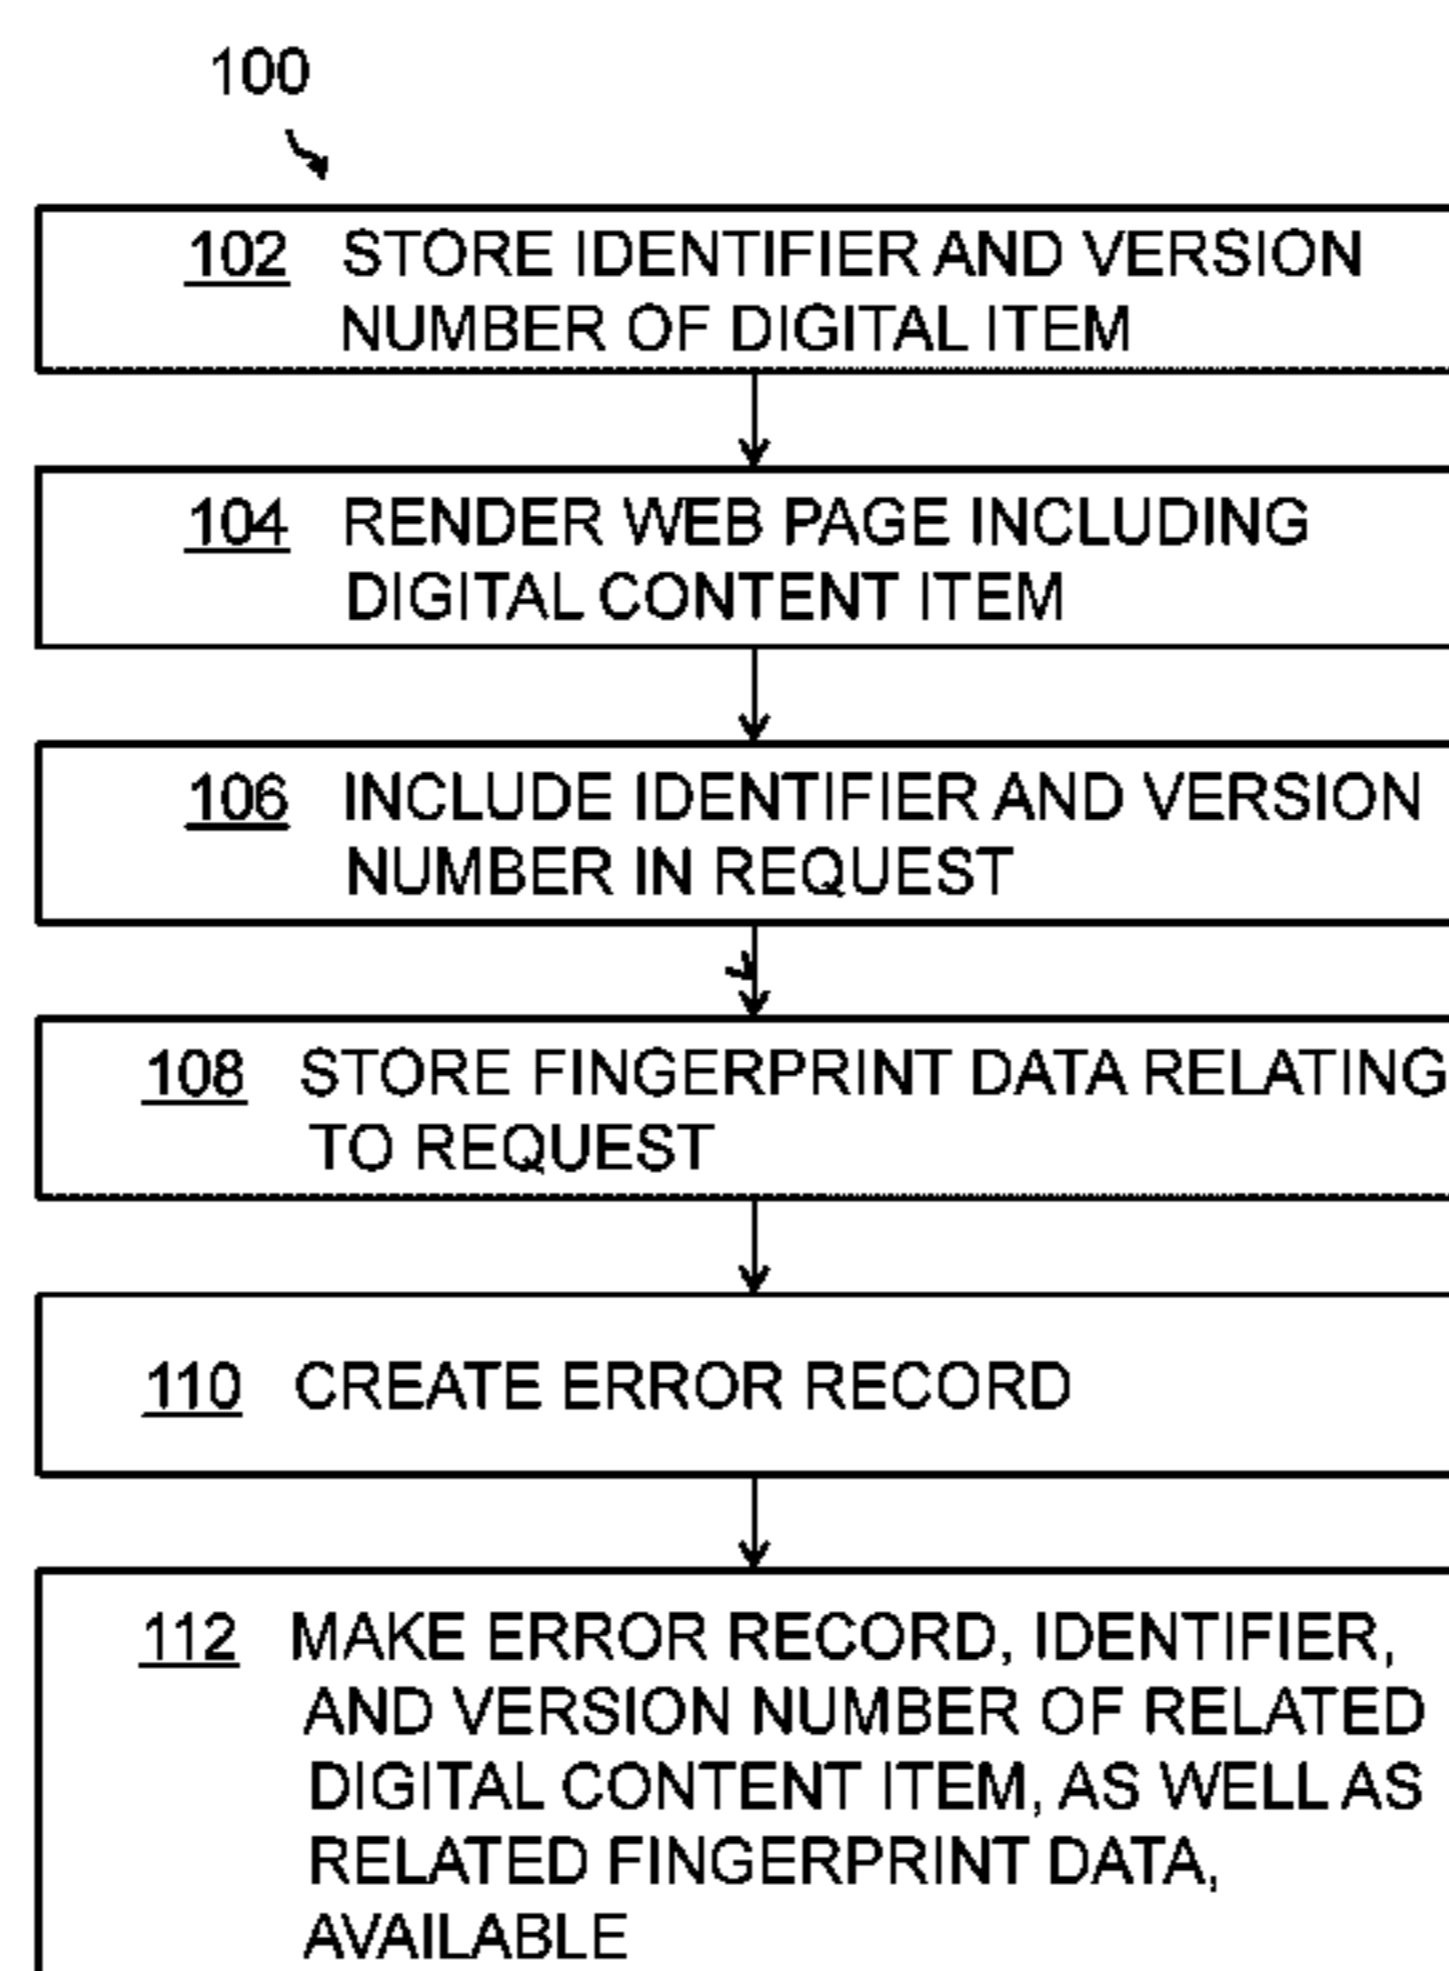 100
102 STORE IDENTIFIER AND VERSION
NUMBER OF DIGITAL ITEM
104 RENDER WEB PAGE INCLUDING
DIGITAL CONTENT ITEM
106 INCLUDE IDENTIFIER AND VERSION
NUMBER IN REQUEST
108 STORE FINGERPRINT DATA RELATING
TO REQUEST
110 CREATE ERROR RECORD
112 MAKE ERROR RECORD, IDENTIFIER,
AND VERSION NUMBER OF RELATED
DIGITAL CONTENT ITEM, AS WELL AS
RELATED FINGERPRINT DATA,
AVAILABLE